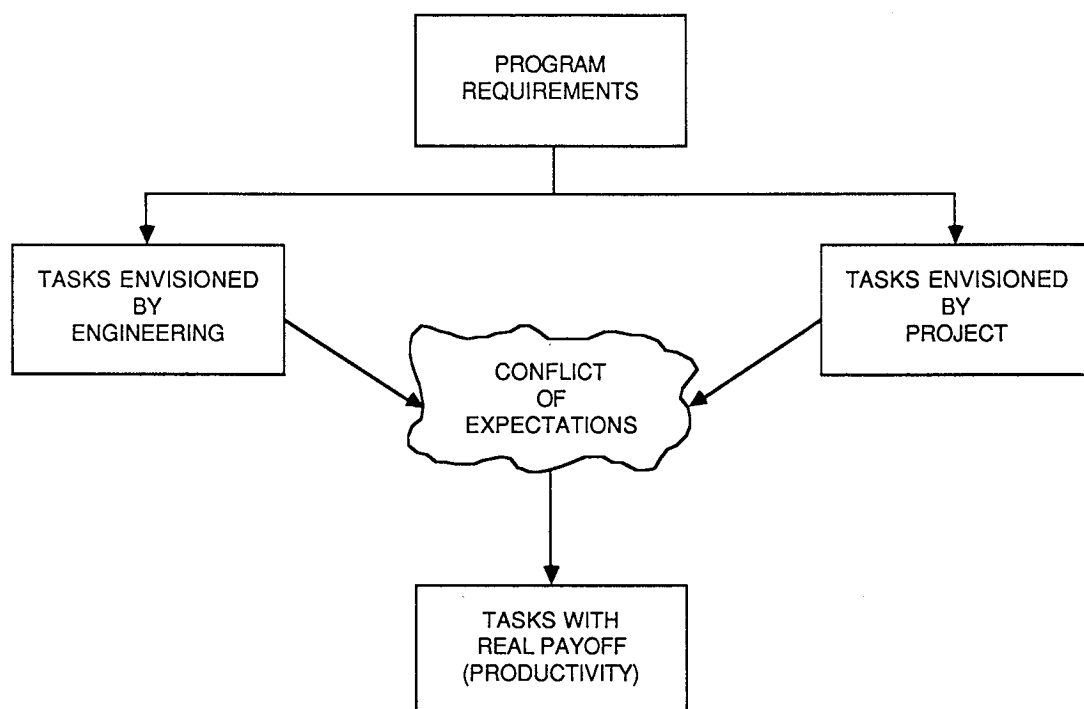 PROGRAM
REQUIREMENTS
TASKS ENVISIONED
BY
ENGINEERING
TASKS ENVISIONED
BY
PROJECT
CONFLICT
OF
EXPECTATIONS
TASKS WITH
REAL PAYOFF
(PRODUCTIVITY)